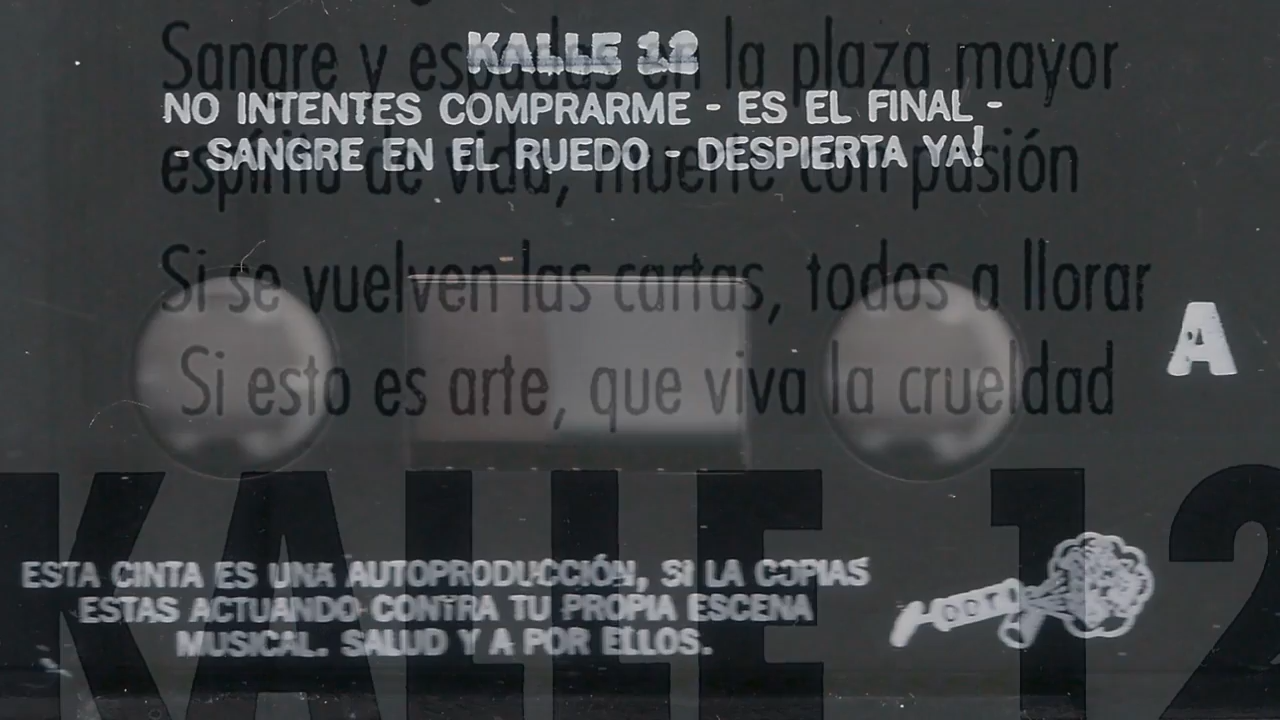 Sangre y espadas en la plaza mayor
KALLE 12
NO INTENTES COMPRARME - ES EL FINAL -
- SANGRE EN EL RUEDO - DESPIERTA YA!
espíritu de vida, muerte con pasión
Si se vuelven las cartas, todos a llorar
A
Si esto es arte, que viva la crueldad
KALLE 12
ESTA CINTA ES UNA AUTOPRODUCCIÓN, SI LA COPIAS
ESTAS ACTUANDO CONTRA TU PROPIA ESCENA
MUSICAL. SALUD Y A POR ELLOS.